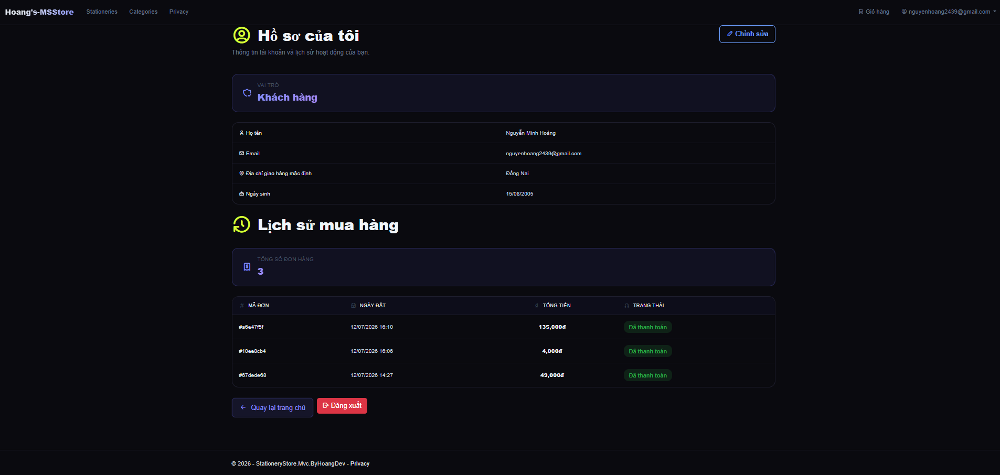 Hoang's-MSStore Stationeries Categories Privacy Giỏ hàng nguyenhoang2439@gmail.com
Hồ sơ của tôi Chỉnh sửa
Thông tin tài khoản và lịch sử hoạt động của bạn.
VAI TRÒ
Khách hàng
Họ tên Nguyễn Minh Hoàng
Email nguyenhoang2439@gmail.com
Địa chỉ giao hàng mặc định Đồng Nai
Ngày sinh 15/08/2005
Lịch sử mua hàng
TỔNG SỐ ĐƠN HÀNG
3
# MÃ ĐƠN NGÀY ĐẶT TỔNG TIỀN TRẠNG THÁI
#a6e47f5f 12/07/2026 16:10 135,000đ Đã thanh toán
#10ee8cb4 12/07/2026 16:06 4,000đ Đã thanh toán
#67dede68 12/07/2026 14:27 49,000đ Đã thanh toán
Quay lại trang chủ Đăng xuất
© 2026 - StationeryStore.Mvc.ByHoangDev - Privacy